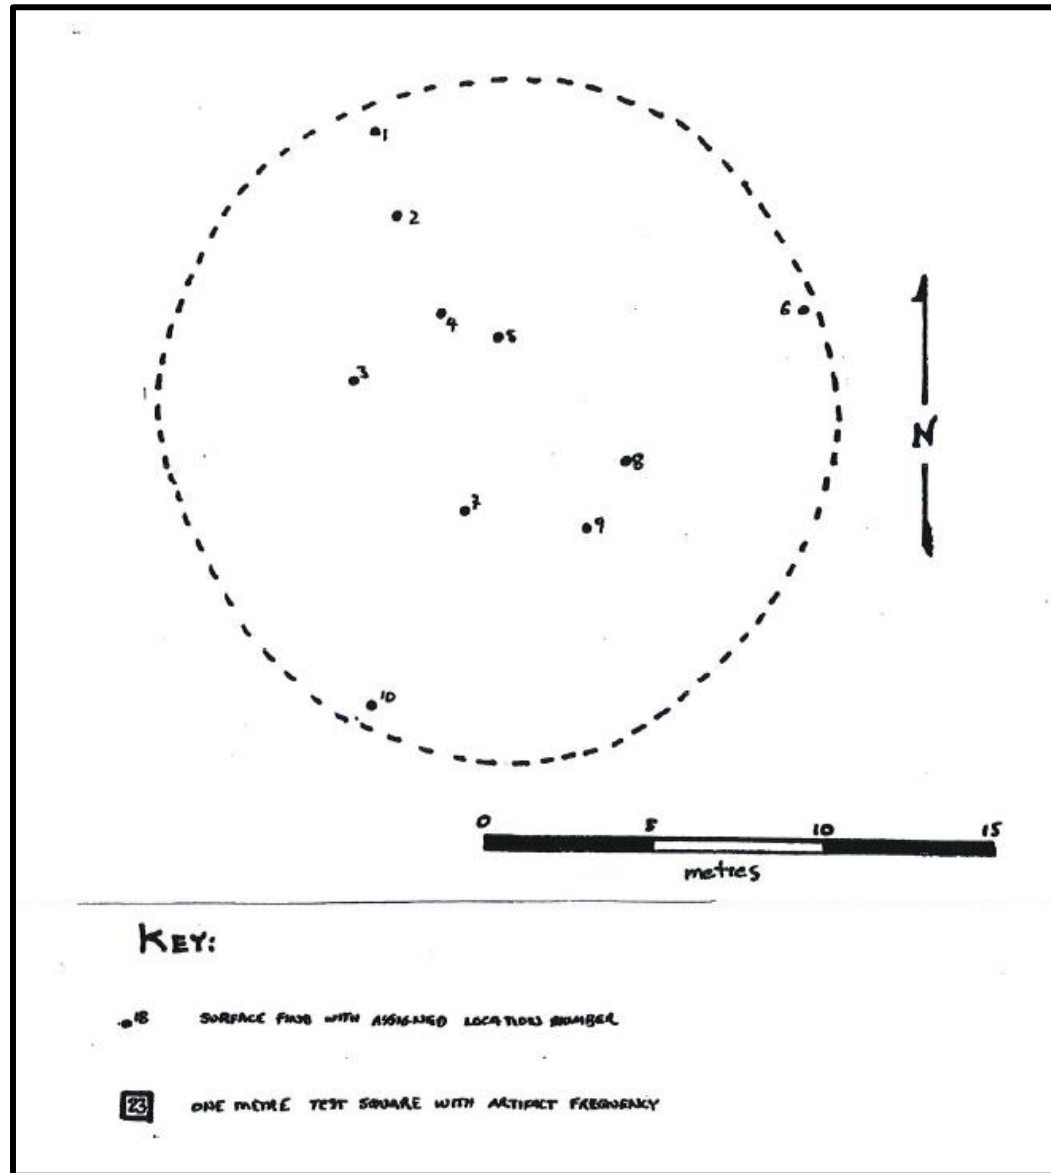 1
2
4
5
6
3
8
7
9
10
N
0 5 10 15
metres
KEY:
18 SURFACE FIND WITH ASSIGNED LOCATION NUMBER
23 ONE METRE TEST SQUARE WITH ARTIFACT FREQUENCY